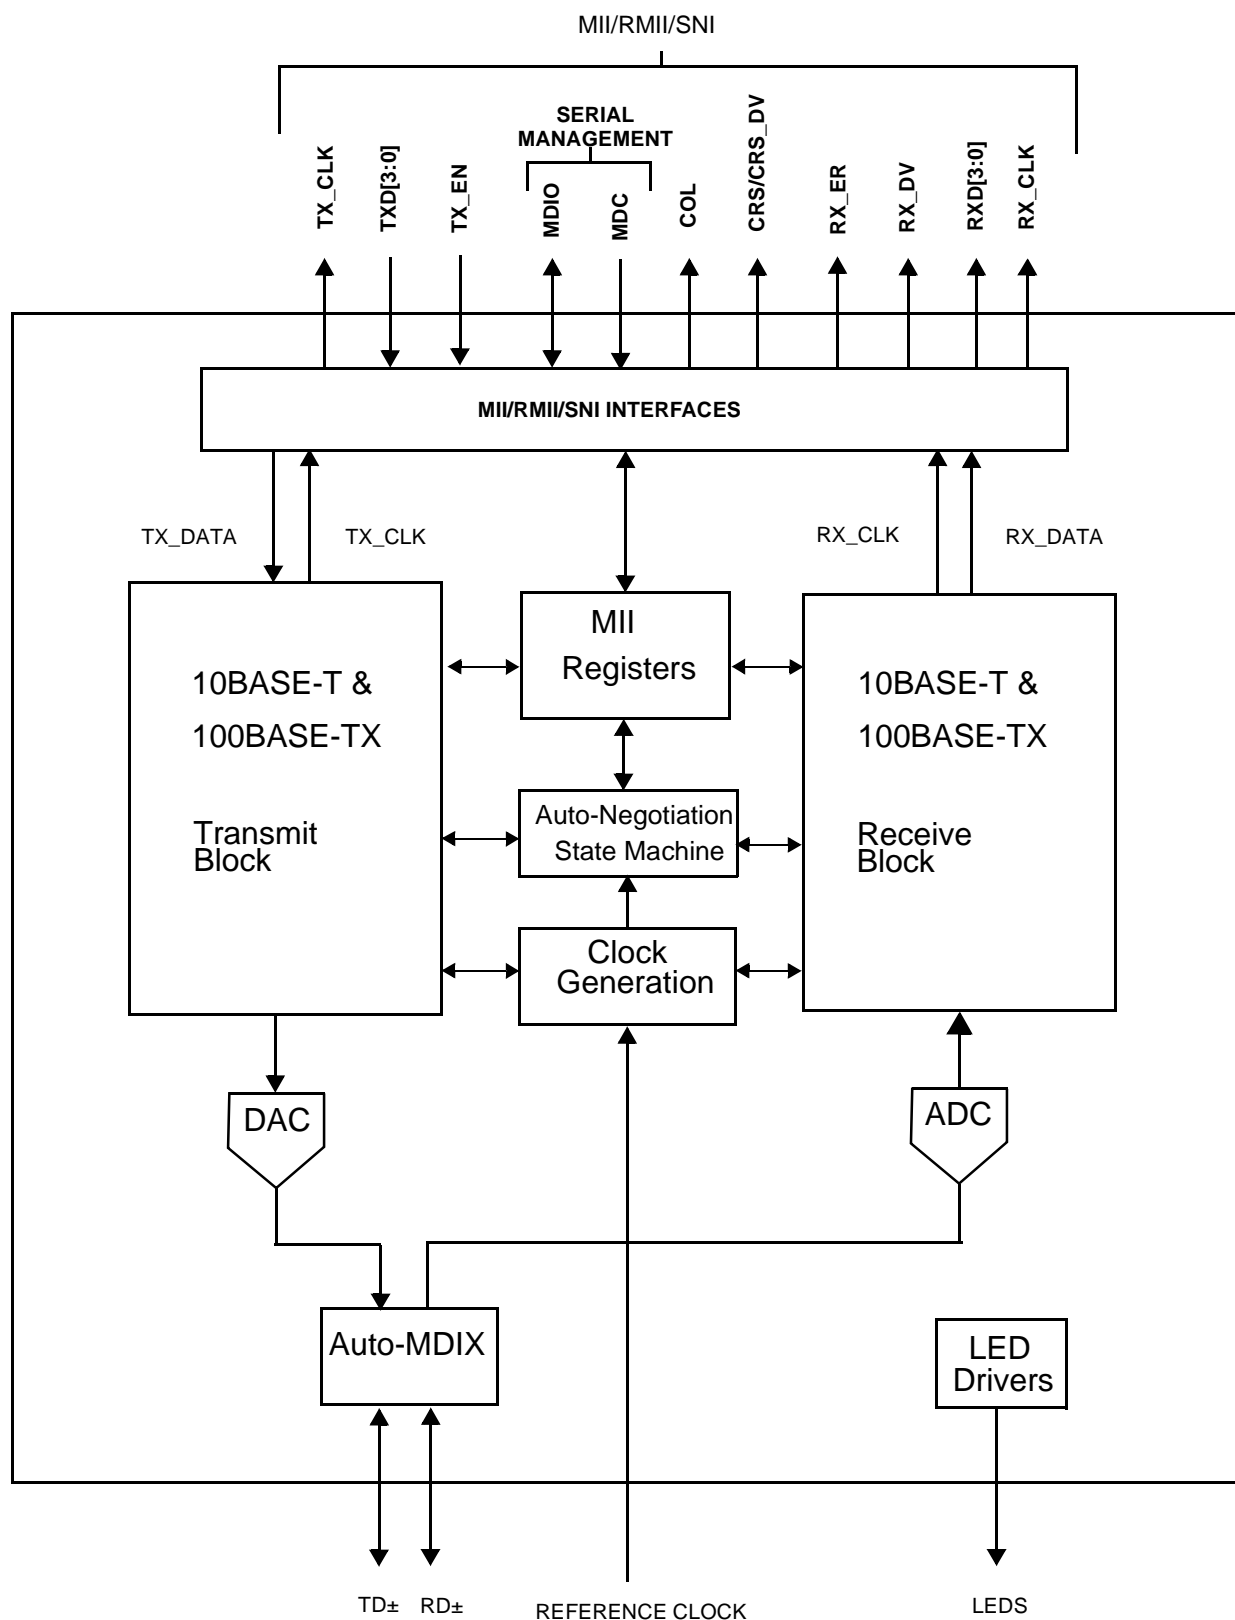 MII/RMII/SNI
SERIAL
MANAGEMENT
TX_CLK
TXD[3:0]
TX_EN
MDIO
MDC
COL
CRS/CRS_DV
RX_ER
RX_DV
RXD[3:0]
RX_CLK
MII/RMII/SNI INTERFACES
TX_DATA
TX_CLK
RX_CLK
RX_DATA
10BASE-T &
100BASE-TX
Transmit
Block
MII
Registers
Auto-Negotiation
State Machine
Clock
Generation
10BASE-T &
100BASE-TX
Receive
Block
DAC
ADC
Auto-MDIX
LED
Drivers
TD±
RD±
REFERENCE CLOCK
LEDS